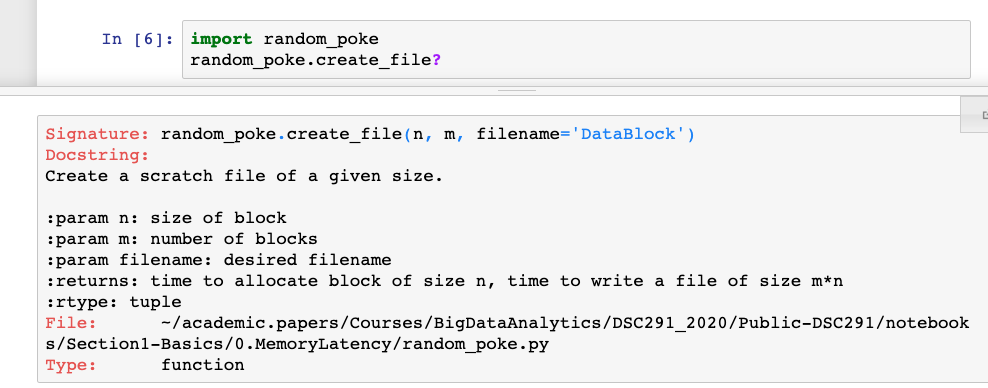 In [6]: import random_poke
random_poke.create_file?
Signature: random_poke.create_file(n, m, filename='DataBlock')
Docstring:
Create a scratch file of a given size.
:param n: size of block
:param m: number of blocks
:param filename: desired filename
:returns: time to allocate block of size n, time to write a file of size m*n
:rtype: tuple
File:      ~/academic.papers/Courses/BigDataAnalytics/DSC291_2020/Public-DSC291/notebook
s/Section1-Basics/0.MemoryLatency/random_poke.py
Type:      function